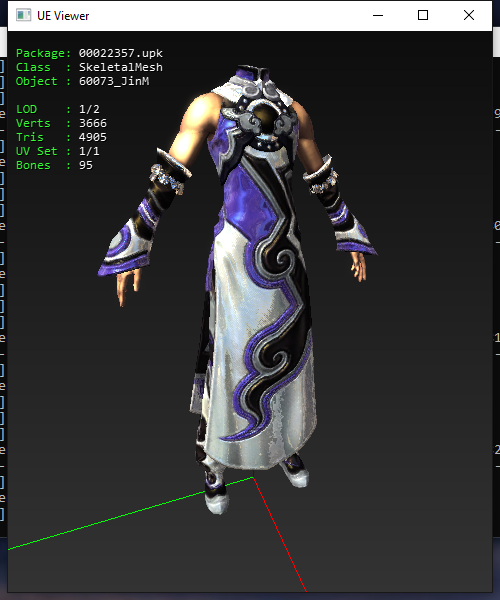 UE Viewer
Package: 00022357.upk
Class : SkeletalMesh
Object : 60073_JinM
LOD : 1/2
Verts : 3666
Tris : 4905
UV Set : 1/1
Bones : 95